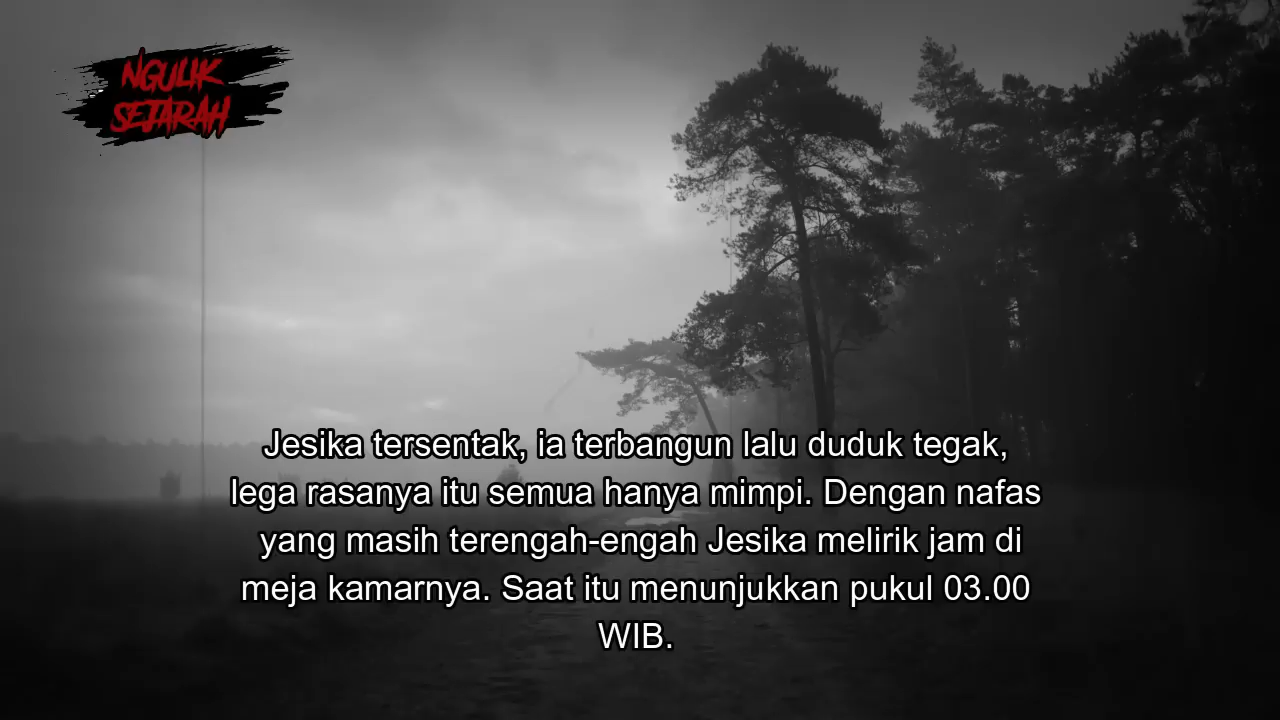 NGULIK
SEJARAH
Jesika tersentak, ia terbangun lalu duduk tegak,
lega rasanya itu semua hanya mimpi. Dengan nafas
yang masih terengah-engah Jesika melirik jam di
meja kamarnya. Saat itu menunjukkan pukul 03.00
WIB.